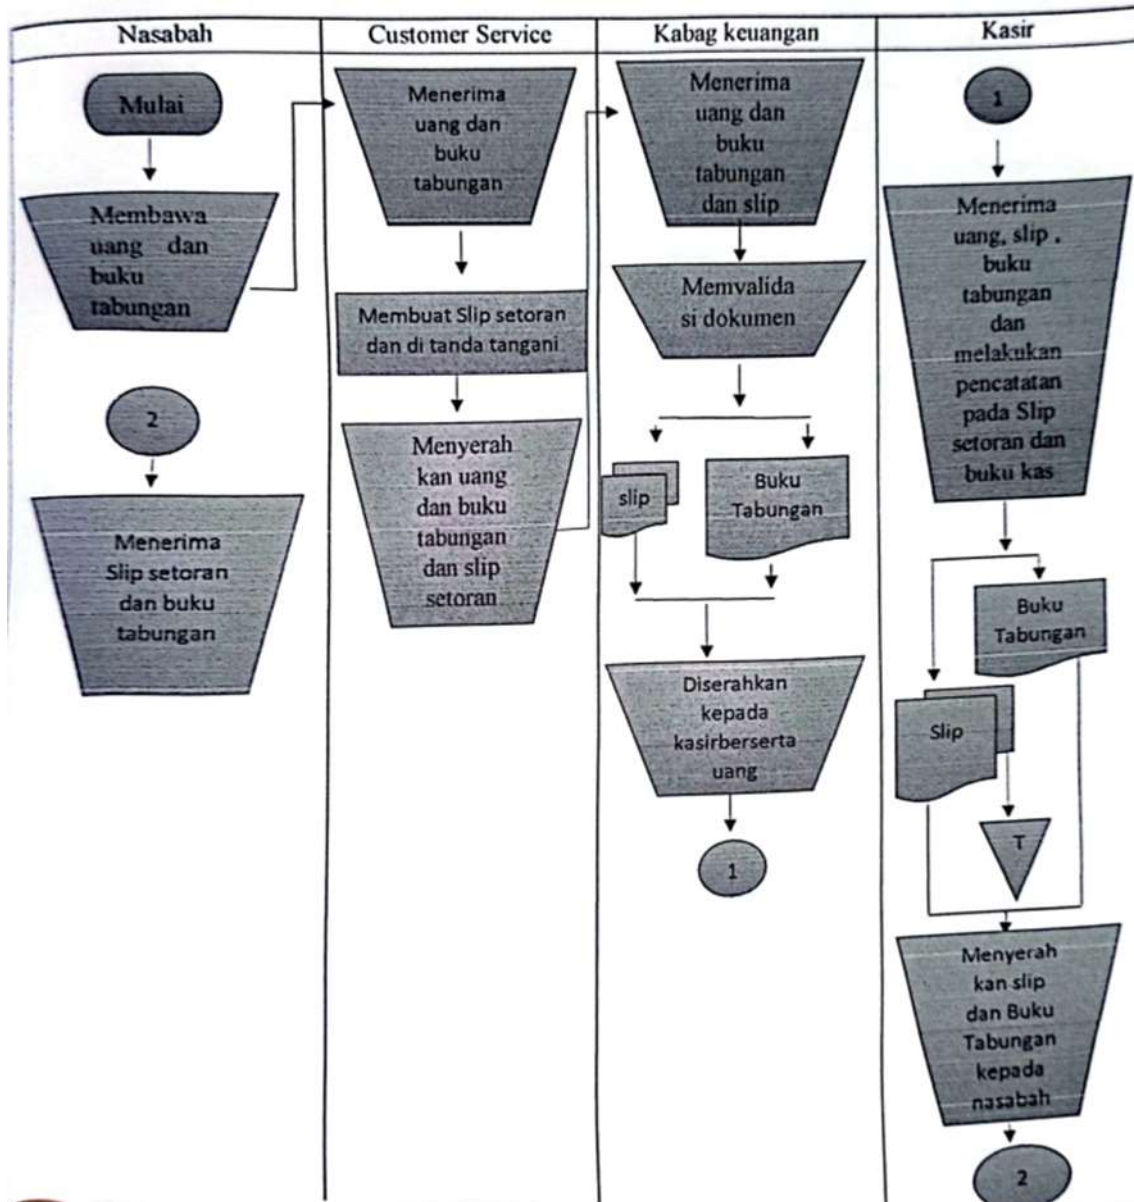 Nasabah
Customer Service
Kabag keuangan
Kasir
Mulai
Membawa
uang dan
buku
tabungan
2
Menerima
Slip setoran
dan buku
tabungan
Menerima
uang dan
buku
tabungan
Membuat Slip setoran
dan di tanda tangani
Menyerah
kan uang
dan buku
tabungan
dan slip
setoran
Menerima
uang dan
buku
tabungan
dan slip
Memvalida
si dokumen
slip
Buku
Tabungan
Diserahkan
kepada
kasirberserta
uang
1
1
Menerima
uang, slip ,
buku
tabungan
dan
melakukan
pencatatan
pada Slip
setoran dan
buku kas
Buku
Tabungan
Slip
T
Menyerah
kan slip
dan Buku
Tabungan
kepada
nasabah
2